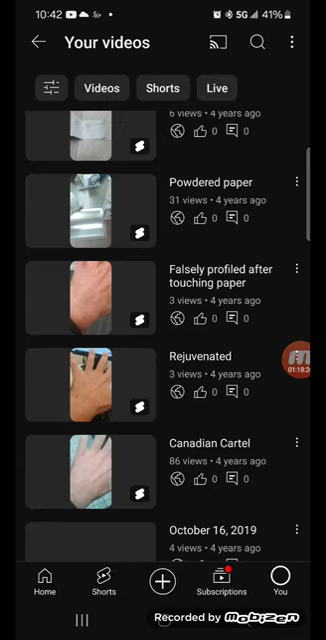 10:42
5G 41%
Your videos
Videos
Shorts
Live
6 views • 4 years ago
0 0
Powdered paper
31 views • 4 years ago
0 0
Falsely profiled after
touching paper
3 views • 4 years ago
0 0
Rejuvenated
3 views • 4 years ago
0 0
01:18:2
Canadian Cartel
86 views • 4 years ago
0 0
October 16, 2019
4 views • 4 years ago
Home
Shorts
Subscriptions
You
Recorded by mobizen